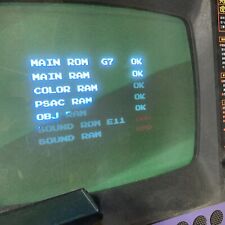 MAIN ROM G7 OK
MAIN RAM OK
COLOR RAM OK
PSAC RAM OK
OBJ RAM OK
SOUND ROM E11
SOUND RAM